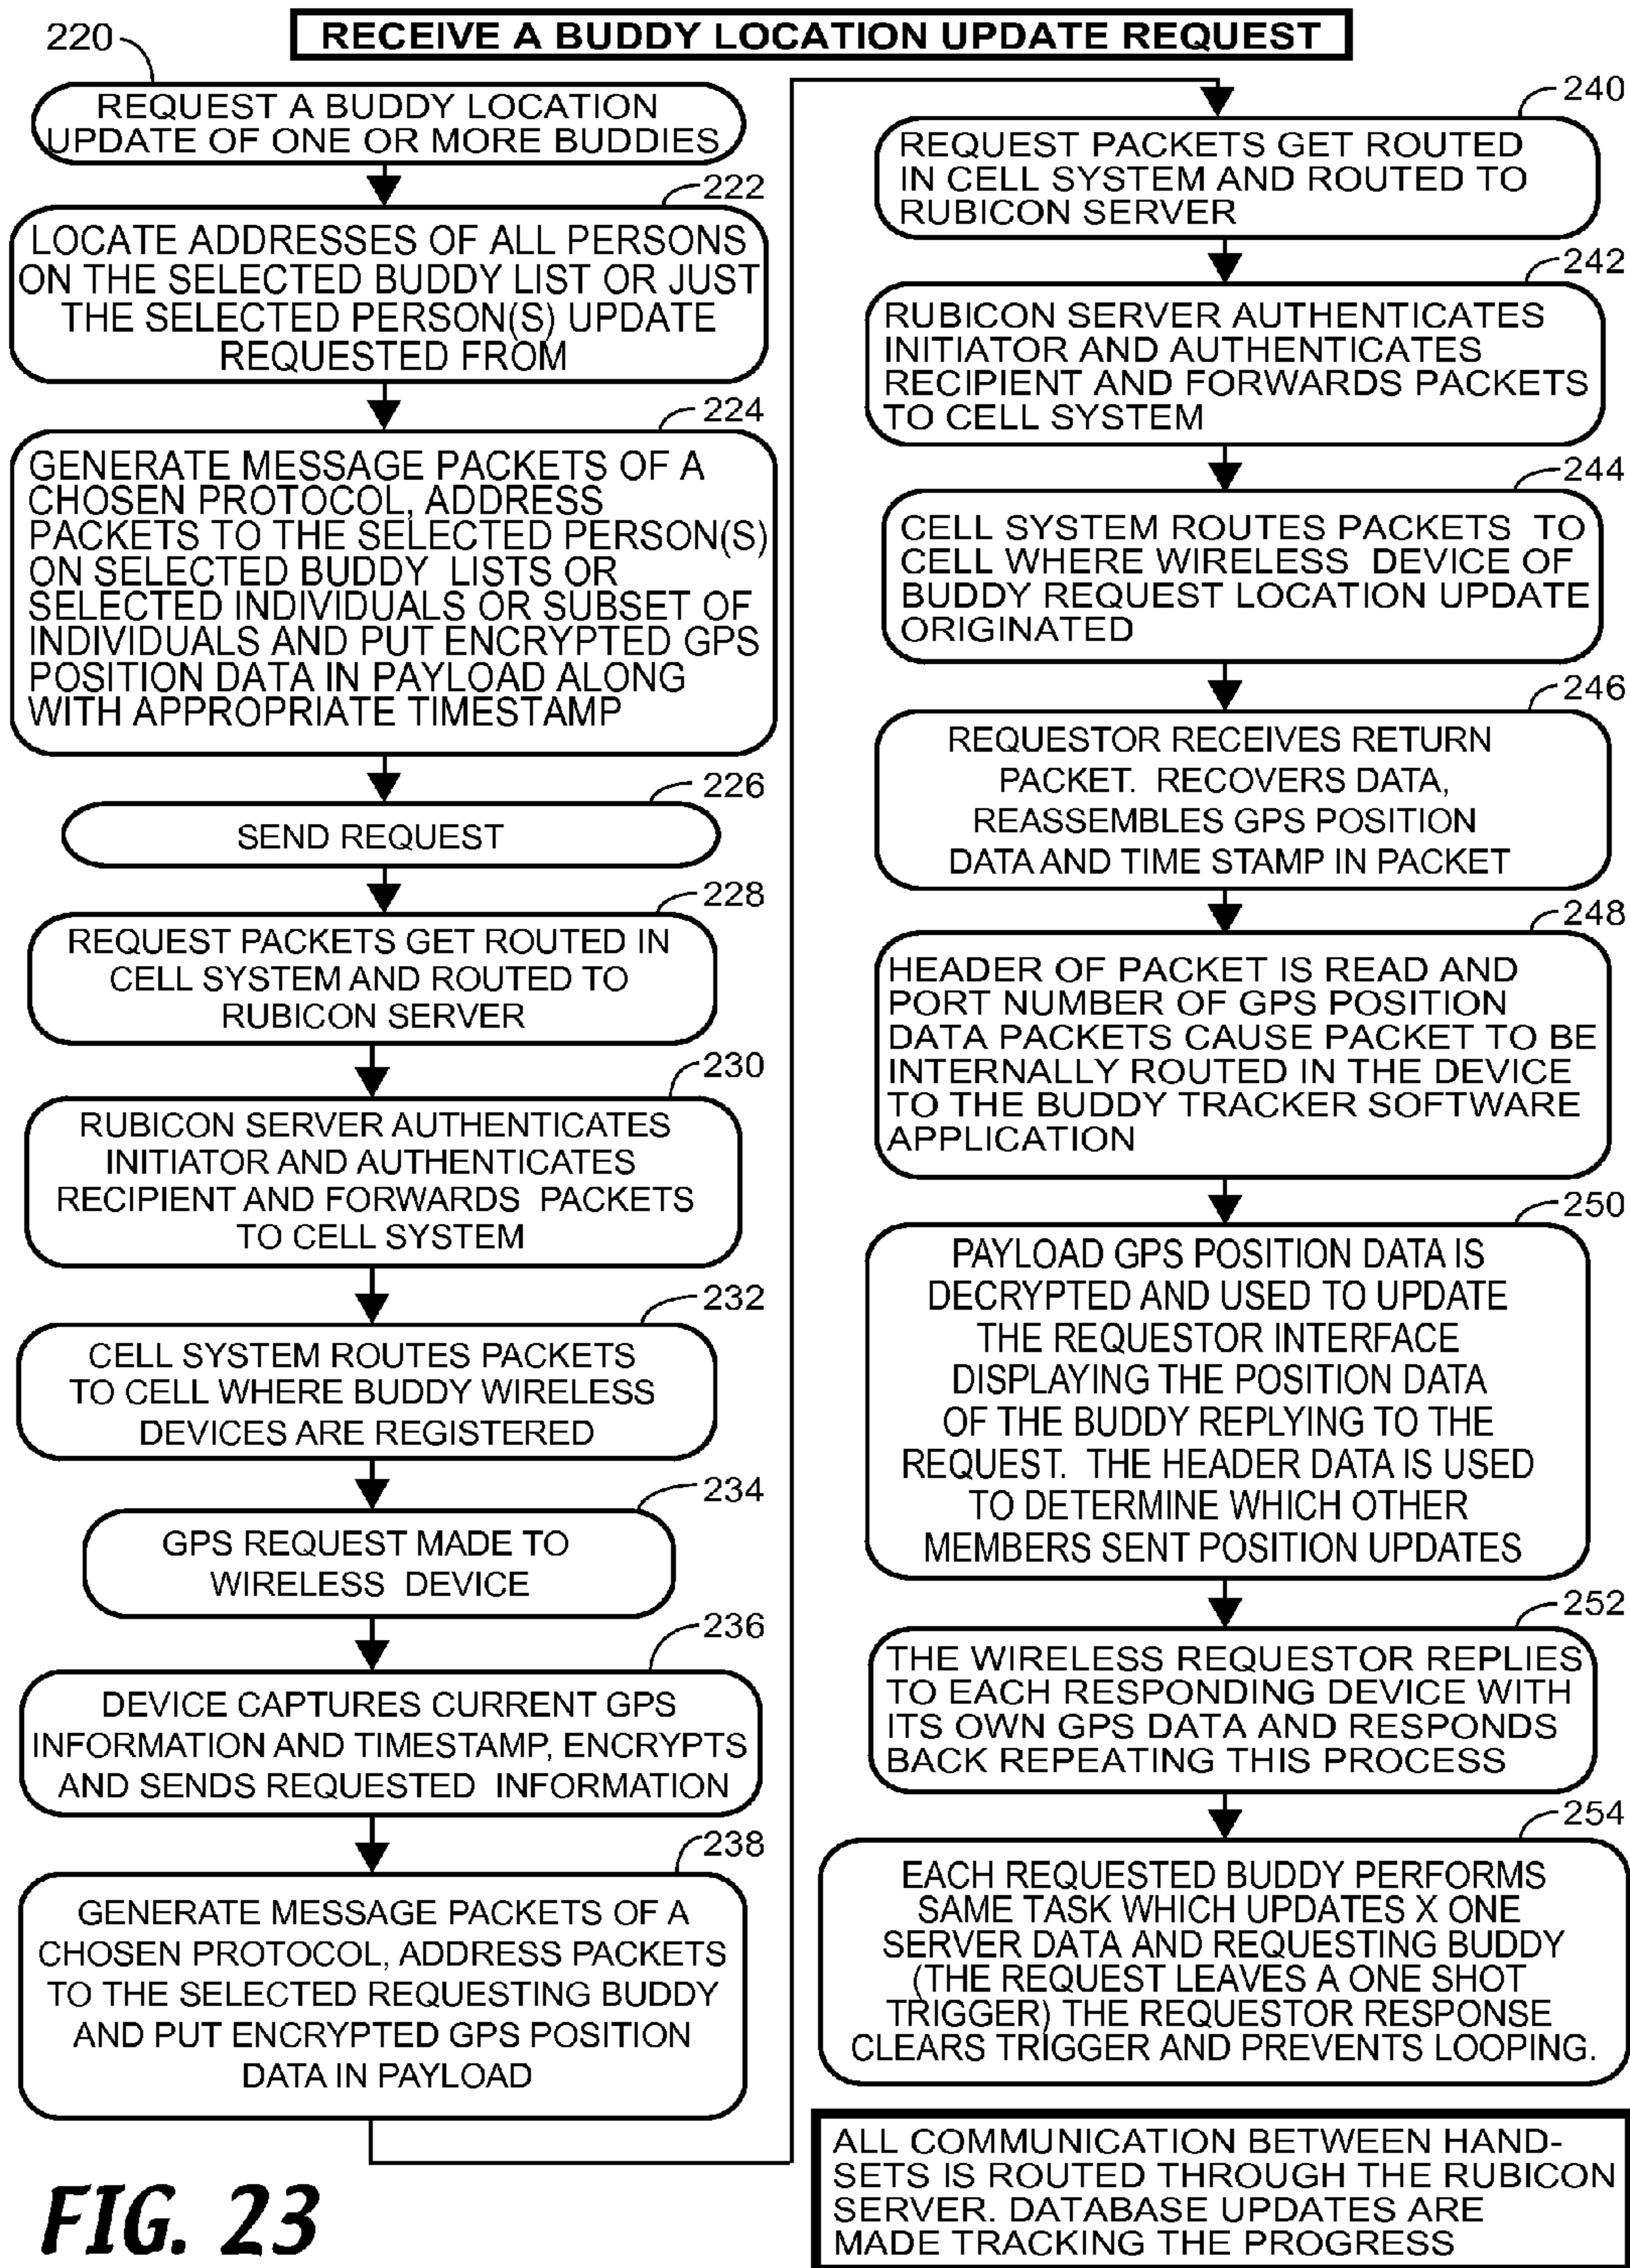 RECEIVE A BUDDY LOCATION UPDATE REQUEST
220
REQUEST A BUDDY LOCATION
UPDATE OF ONE OR MORE BUDDIES
222
LOCATE ADDRESSES OF ALL PERSONS
ON THE SELECTED BUDDY LIST OR JUST
THE SELECTED PERSON(S) UPDATE
REQUESTED FROM
224
GENERATE MESSAGE PACKETS OF A
CHOSEN PROTOCOL, ADDRESS
PACKETS TO THE SELECTED PERSON(S)
ON SELECTED BUDDY LISTS OR
SELECTED INDIVIDUALS OR SUBSET OF
INDIVIDUALS AND PUT ENCRYPTED GPS
POSITION DATA IN PAYLOAD ALONG
WITH APPROPRIATE TIMESTAMP
226
SEND REQUEST
228
REQUEST PACKETS GET ROUTED IN
CELL SYSTEM AND ROUTED TO
RUBICON SERVER
230
RUBICON SERVER AUTHENTICATES
INITIATOR AND AUTHENTICATES
RECIPIENT AND FORWARDS PACKETS
TO CELL SYSTEM
232
CELL SYSTEM ROUTES PACKETS
TO CELL WHERE BUDDY WIRELESS
DEVICES ARE REGISTERED
234
GPS REQUEST MADE TO
WIRELESS DEVICE
236
DEVICE CAPTURES CURRENT GPS
INFORMATION AND TIMESTAMP, ENCRYPTS
AND SENDS REQUESTED INFORMATION
238
GENERATE MESSAGE PACKETS OF A
CHOSEN PROTOCOL, ADDRESS PACKETS
TO THE SELECTED REQUESTING BUDDY
AND PUT ENCRYPTED GPS POSITION
DATA IN PAYLOAD
240
REQUEST PACKETS GET ROUTED
IN CELL SYSTEM AND ROUTED TO
RUBICON SERVER
242
RUBICON SERVER AUTHENTICATES
INITIATOR AND AUTHENTICATES
RECIPIENT AND FORWARDS PACKETS
TO CELL SYSTEM
244
CELL SYSTEM ROUTES PACKETS TO
CELL WHERE WIRELESS DEVICE OF
BUDDY REQUEST LOCATION UPDATE
ORIGINATED
246
REQUESTOR RECEIVES RETURN
PACKET. RECOVERS DATA,
REASSEMBLES GPS POSITION
DATA AND TIME STAMP IN PACKET
248
HEADER OF PACKET IS READ AND
PORT NUMBER OF GPS POSITION
DATA PACKETS CAUSE PACKET TO BE
INTERNALLY ROUTED IN THE DEVICE
TO THE BUDDY TRACKER SOFTWARE
APPLICATION
250
PAYLOAD GPS POSITION DATA IS
DECRYPTED AND USED TO UPDATE
THE REQUESTOR INTERFACE
DISPLAYING THE POSITION DATA
OF THE BUDDY REPLYING TO THE
REQUEST. THE HEADER DATA IS USED
TO DETERMINE WHICH OTHER
MEMBERS SENT POSITION UPDATES
252
THE WIRELESS REQUESTOR REPLIES
TO EACH RESPONDING DEVICE WITH
ITS OWN GPS DATA AND RESPONDS
BACK REPEATING THIS PROCESS
254
EACH REQUESTED BUDDY PERFORMS
SAME TASK WHICH UPDATES X ONE
SERVER DATA AND REQUESTING BUDDY
(THE REQUEST LEAVES A ONE SHOT
TRIGGER) THE REQUESTOR RESPONSE
CLEARS TRIGGER AND PREVENTS LOOPING.
ALL COMMUNICATION BETWEEN HAND-
SETS IS ROUTED THROUGH THE RUBICON
SERVER. DATABASE UPDATES ARE
MADE TRACKING THE PROGRESS
FIG. 23